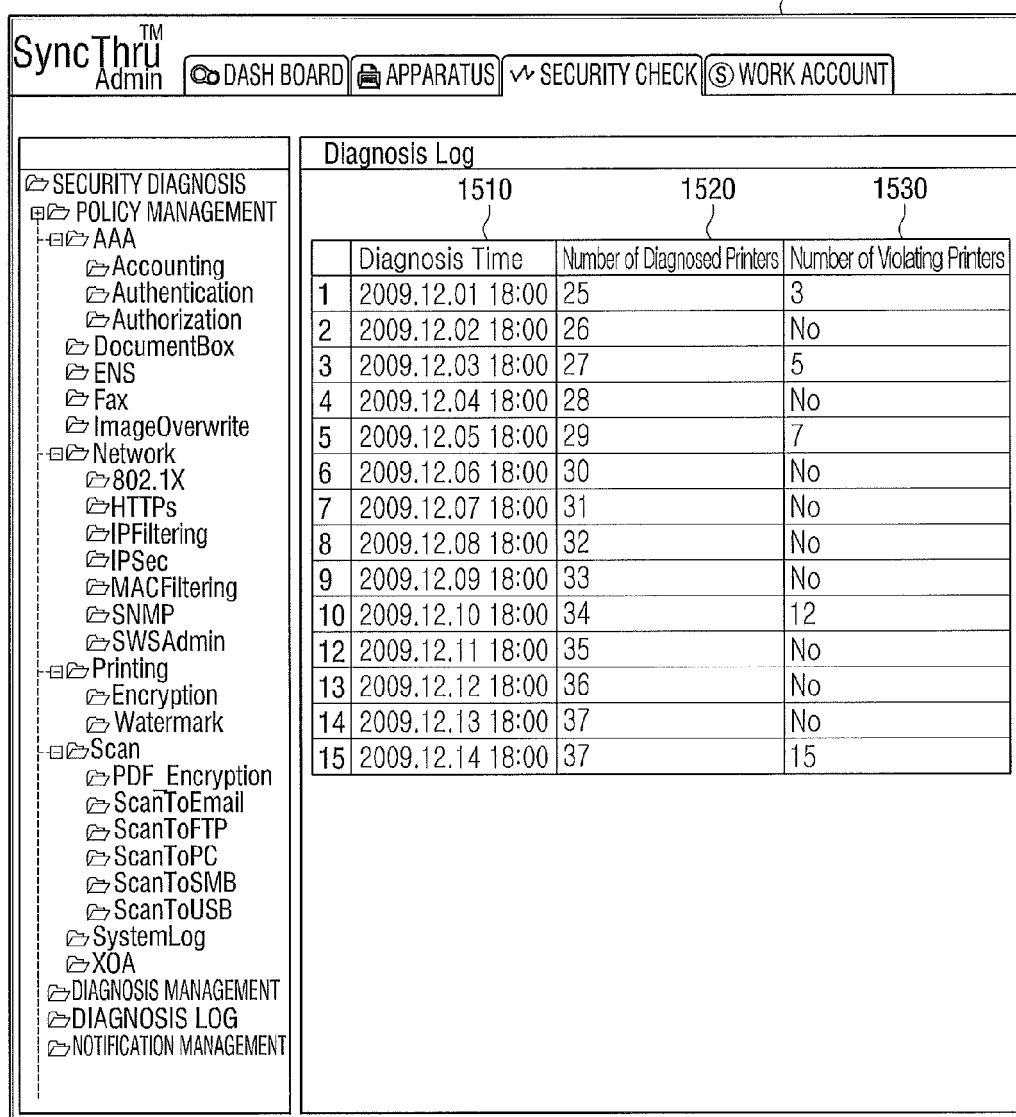 SyncThru™
Admin
DASH BOARD APPARATUS SECURITY CHECK S WORK ACCOUNT
SECURITY DIAGNOSIS
POLICY MANAGEMENT
AAA
Accounting
Authentication
Authorization
DocumentBox
ENS
Fax
ImageOverwrite
Network
802.1X
HTTPs
IPFiltering
IPSec
MACFiltering
SNMP
SWSAdmin
Printing
Encryption
Watermark
Scan
PDF_Encryption
ScanToEmail
ScanToFTP
ScanToPC
ScanToSMB
ScanToUSB
SystemLog
XOA
DIAGNOSIS MANAGEMENT
DIAGNOSIS LOG
NOTIFICATION MANAGEMENT
Diagnosis Log
1510 1520 1530
Diagnosis Time Number of Diagnosed Printers Number of Violating Printers
1 2009.12.01 18:00 25 3
2 2009.12.02 18:00 26 No
3 2009.12.03 18:00 27 5
4 2009.12.04 18:00 28 No
5 2009.12.05 18:00 29 7
6 2009.12.06 18:00 30 No
7 2009.12.07 18:00 31 No
8 2009.12.08 18:00 32 No
9 2009.12.09 18:00 33 No
10 2009.12.10 18:00 34 12
12 2009.12.11 18:00 35 No
13 2009.12.12 18:00 36 No
14 2009.12.13 18:00 37 No
15 2009.12.14 18:00 37 15